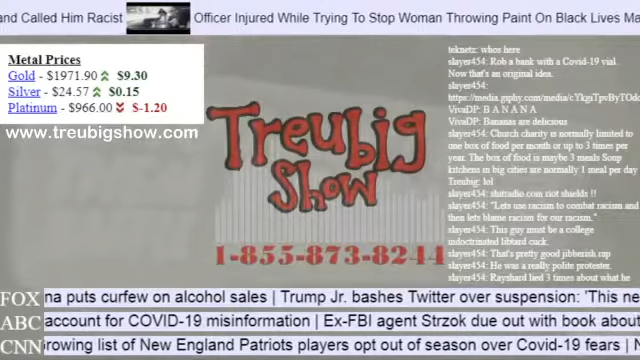 and Called Him Racist Officer Injured While Trying To Stop Woman Throwing Paint On Black Lives Ma
Metal Prices
Gold - $1971.90 $9.30
Silver - $24.57 $0.15
Platinum - $966.00 $-1.20
www.treubigshow.com
Treubig
Show
1-855-873-8244
teknetz: whos here
slayer454: Rob a bank with a Covid-19 vial.
Now that's an original idea.
slayer454:
https://media.giphy.com/media/cYkgiTpvByTOdo
VivaDP: B A N A N A
VivaDP: Bananas are delicious
slayer454: Church charity is normally limited to
one box of food per month or up to 3 times per
year. The box of food is maybe 3 meals Soup
kitchens in big cities are normally 1 meal per day
Treubig: lol
slayer454: shitradio.com riot shields !!
slayer454: "Lets use racism to combat racism and
then lets blame racism for our racism."
slayer454: This guy must be a college
indoctrinated libtard cuck.
slayer454: That's pretty good jibberish rap
slayer454: He was a really polite protester.
slayer454: Rayshard lied 3 times about what he
FOX na puts curfew on alcohol sales | Trump Jr. bashes Twitter over suspension: 'This ne
ABC account for COVID-19 misinformation | Ex-FBI agent Strzok due out with book about
CNN rowing list of New England Patriots players opt out of season over Covid-19 fears | N